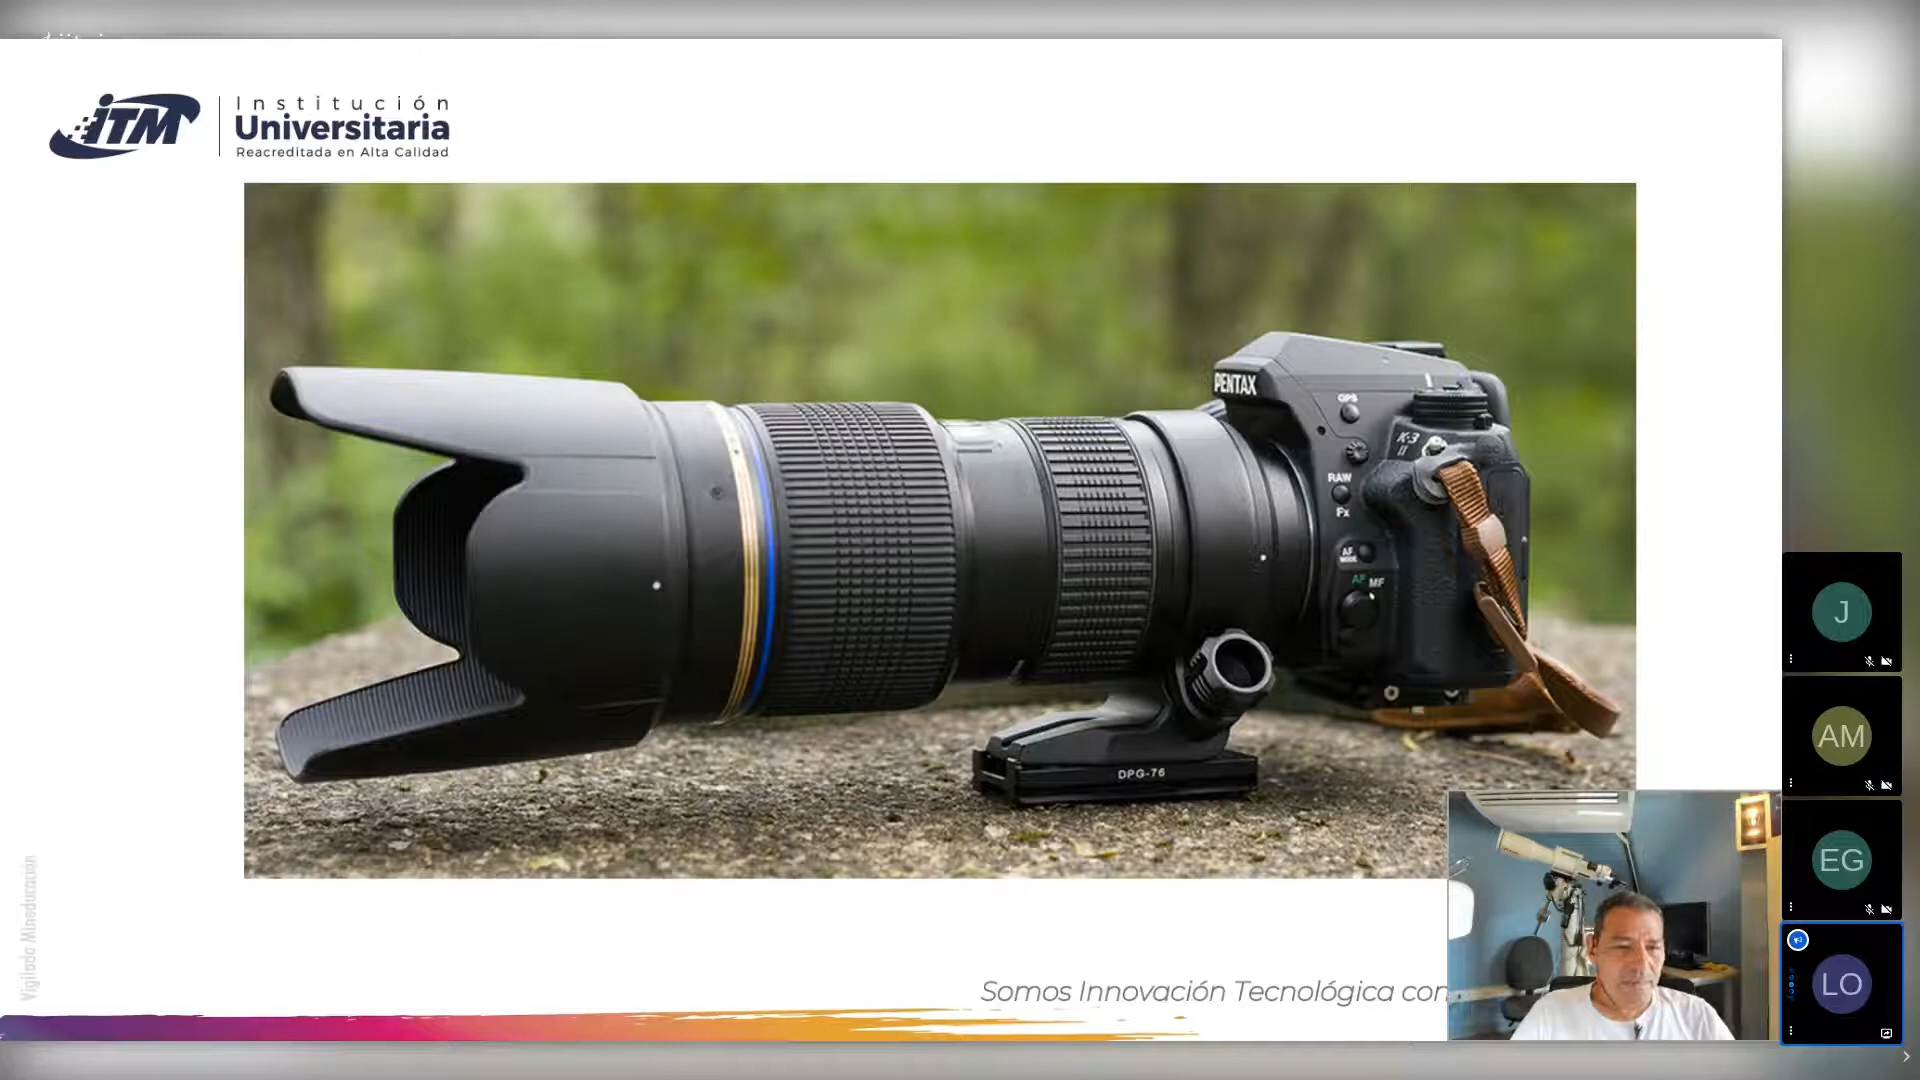 iTM
Institución
Universitaria
Reacreditada en Alta Calidad
PENTAX
GPS
K-3
II
RAW
Fx
AF
MODE
AF MF
DPG-76
Vigilada Mineducación
Somos Innovación Tecnológica con
J
AM
EG
LO